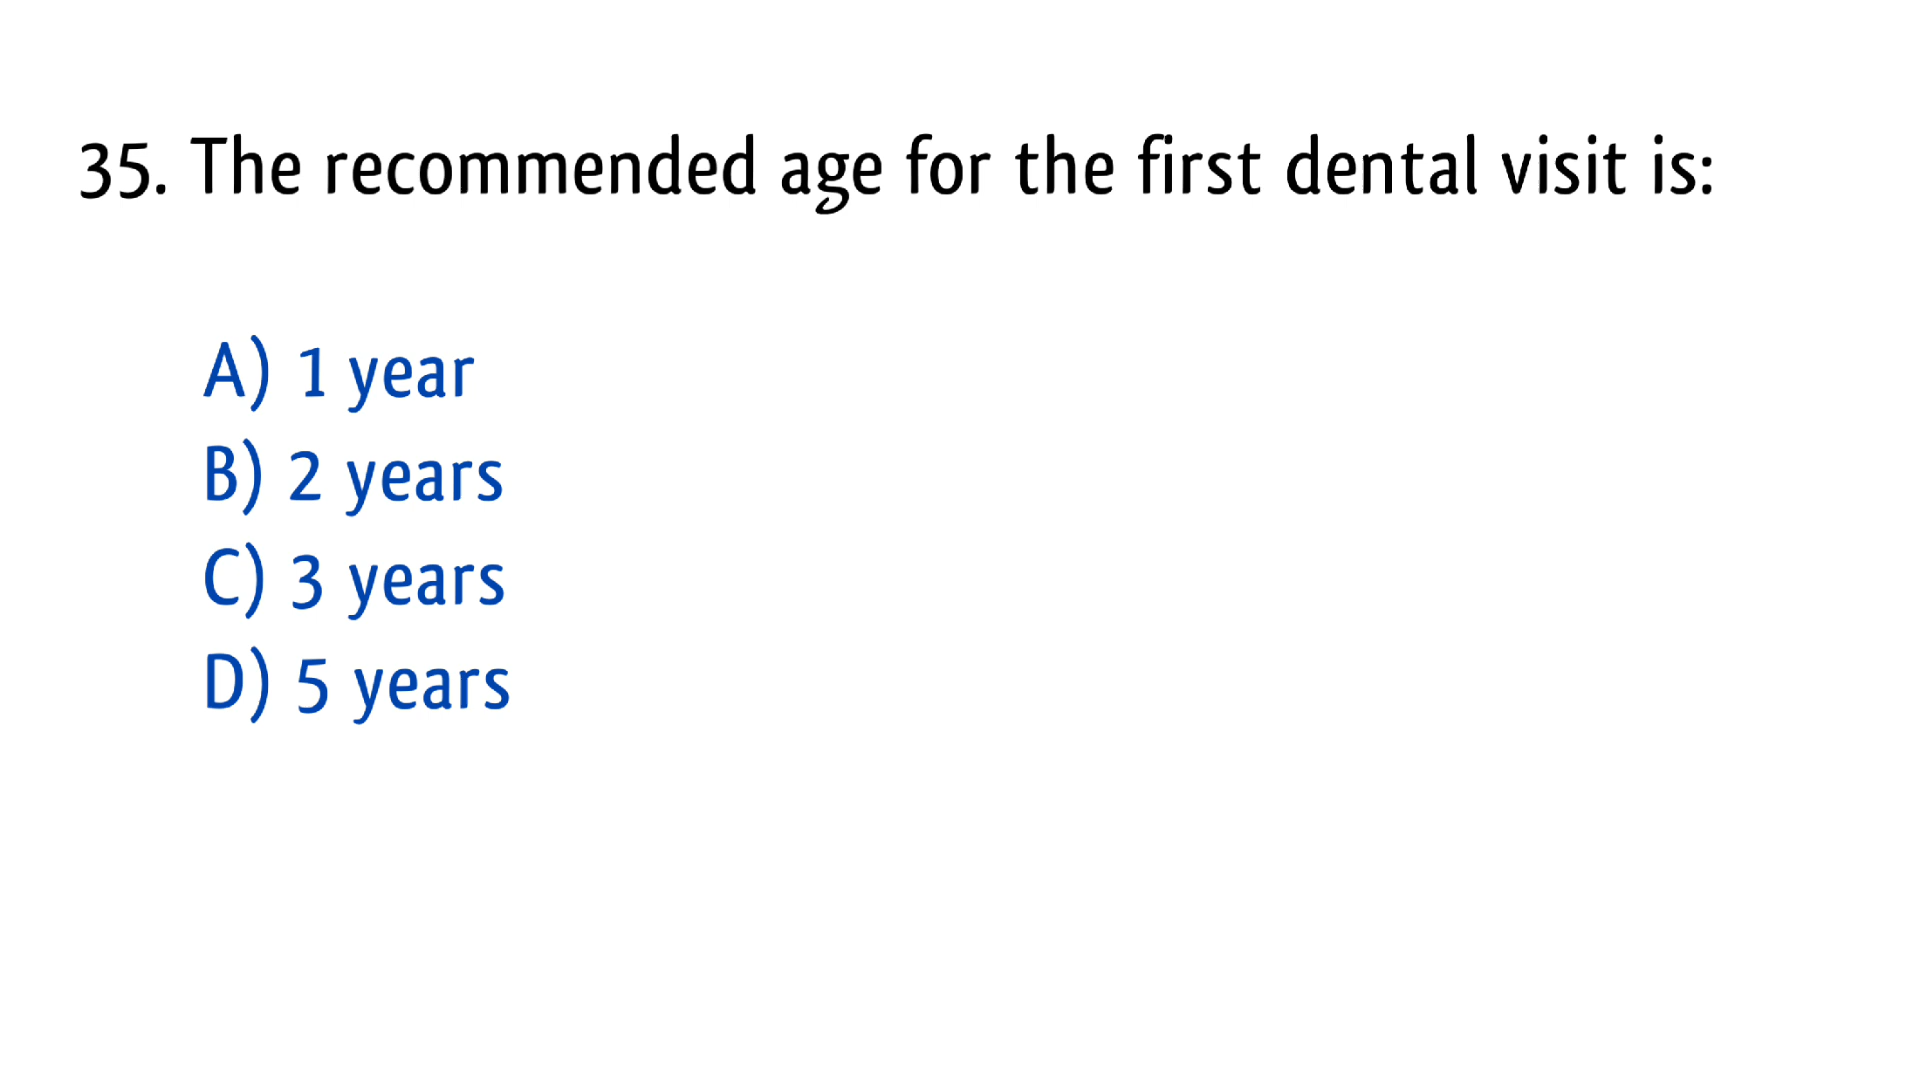 35. The recommended age for the first dental visit is:
A) 1 year
B) 2 years
C) 3 years
D) 5 years